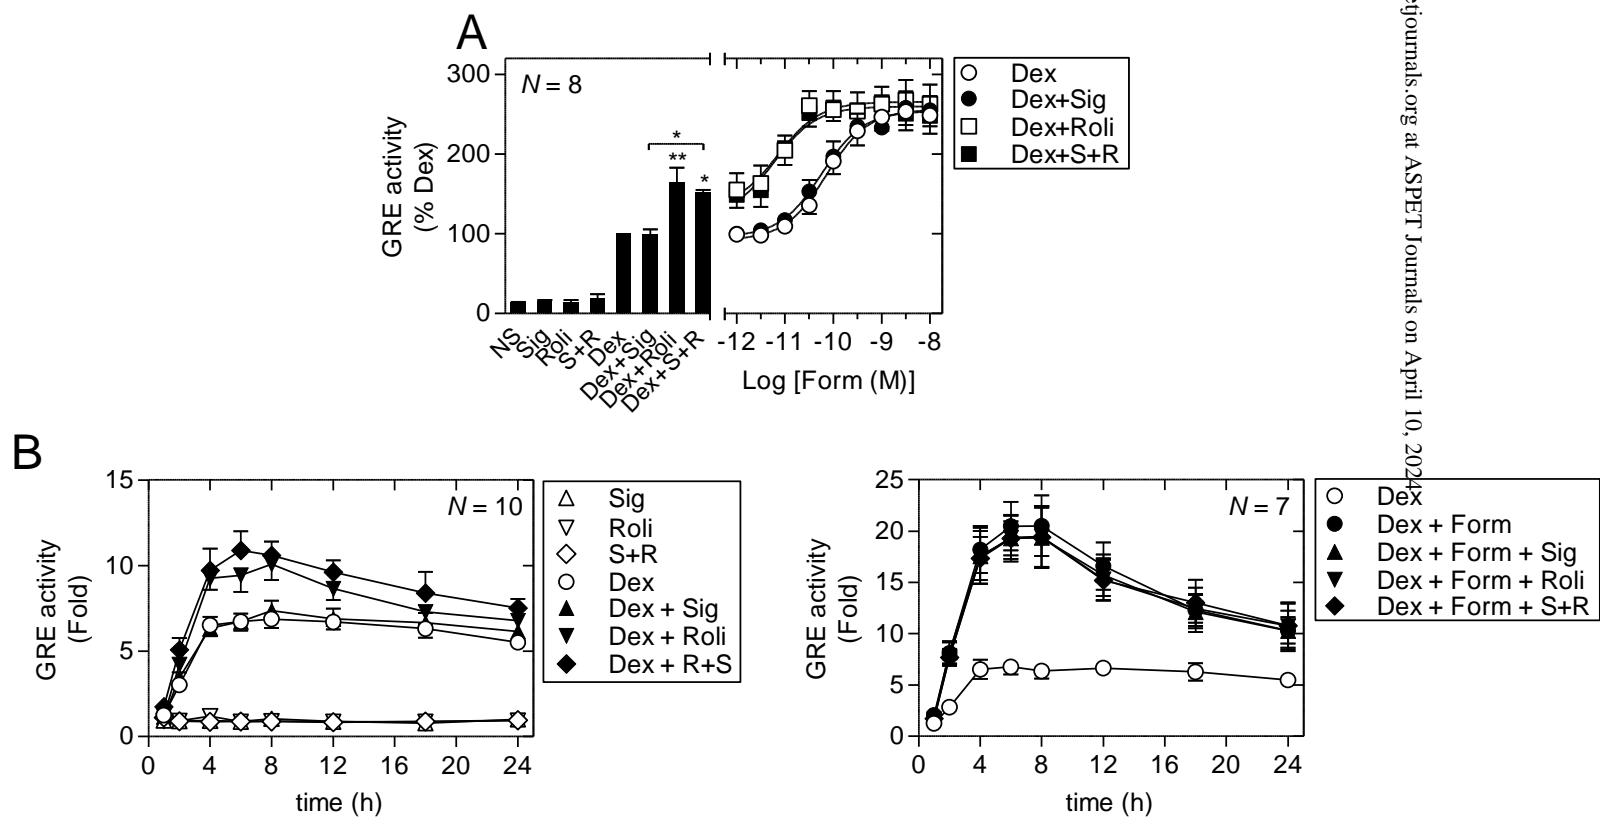 A
300
200
100
0
GRE activity
(% Dex)
N = 8
*
**
*
NS
Sig
Roli
S+R
Dex
Dex+Sig
Dex+Roli
Dex+S+R
-12 -11 -10 -9 -8
Log [Form (M)]
Dex
Dex+Sig
Dex+Roli
Dex+S+R
etjournals.org at ASPET Journals on April 10, 2024
B
15
10
5
0
GRE activity
(Fold)
N = 10
0 4 8 12 16 20 24
time (h)
Sig
Roli
S+R
Dex
Dex + Sig
Dex + Roli
Dex + R+S
25
20
15
10
5
0
GRE activity
(Fold)
N = 7
0 4 8 12 16 20 24
time (h)
Dex
Dex + Form
Dex + Form + Sig
Dex + Form + Roli
Dex + Form + S+R